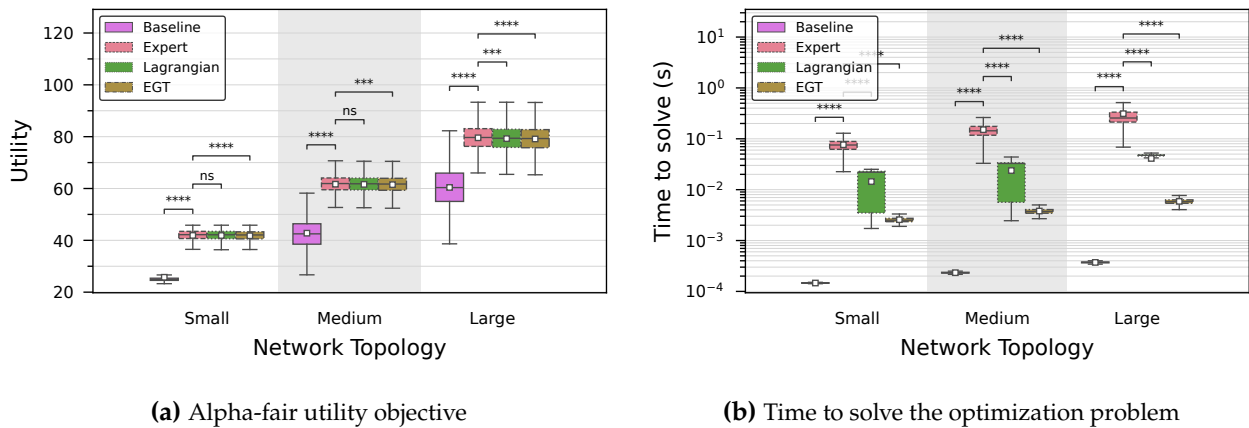 Baseline
Expert
Lagrangian
EGT
120
100
80
60
40
20
Utility
****
ns
****
****
ns
***
****
***
****
Small Medium Large
Network Topology
(a) Alpha-fair utility objective
Baseline
Expert
Lagrangian
EGT
10¹
10⁰
10⁻¹
10⁻²
10⁻³
10⁻⁴
Time to solve (s)
****
****
****
****
****
****
****
****
****
Small Medium Large
Network Topology
(b) Time to solve the optimization problem